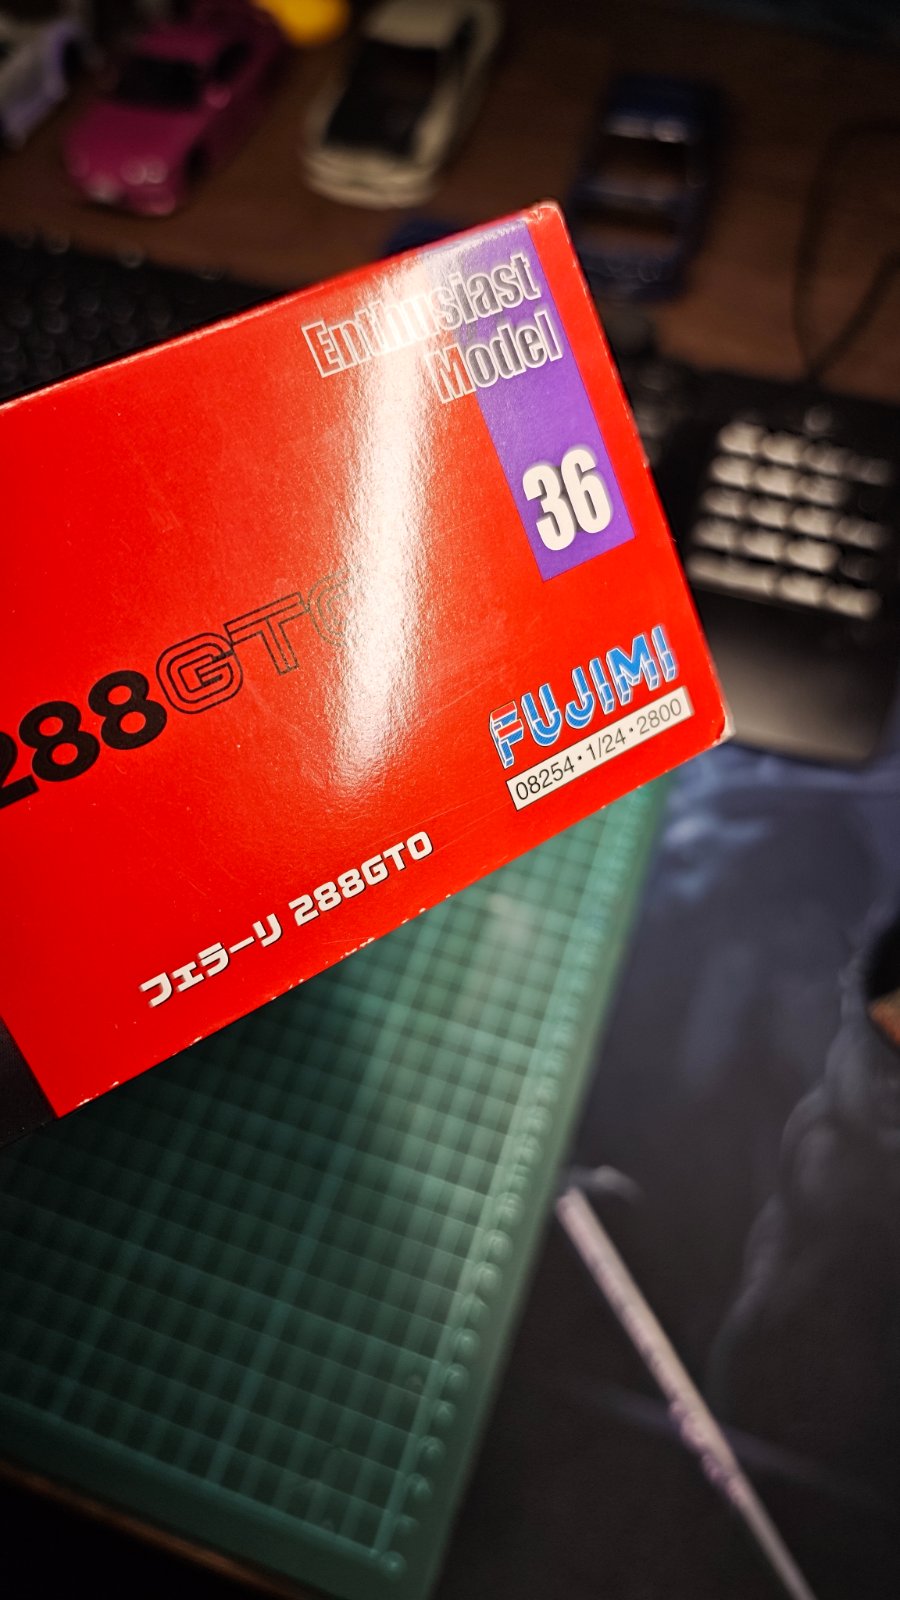 Enthusiast
Model
36
288GTO
FUJIMI
08254・1/24・2800
フェラーリ 288GTO